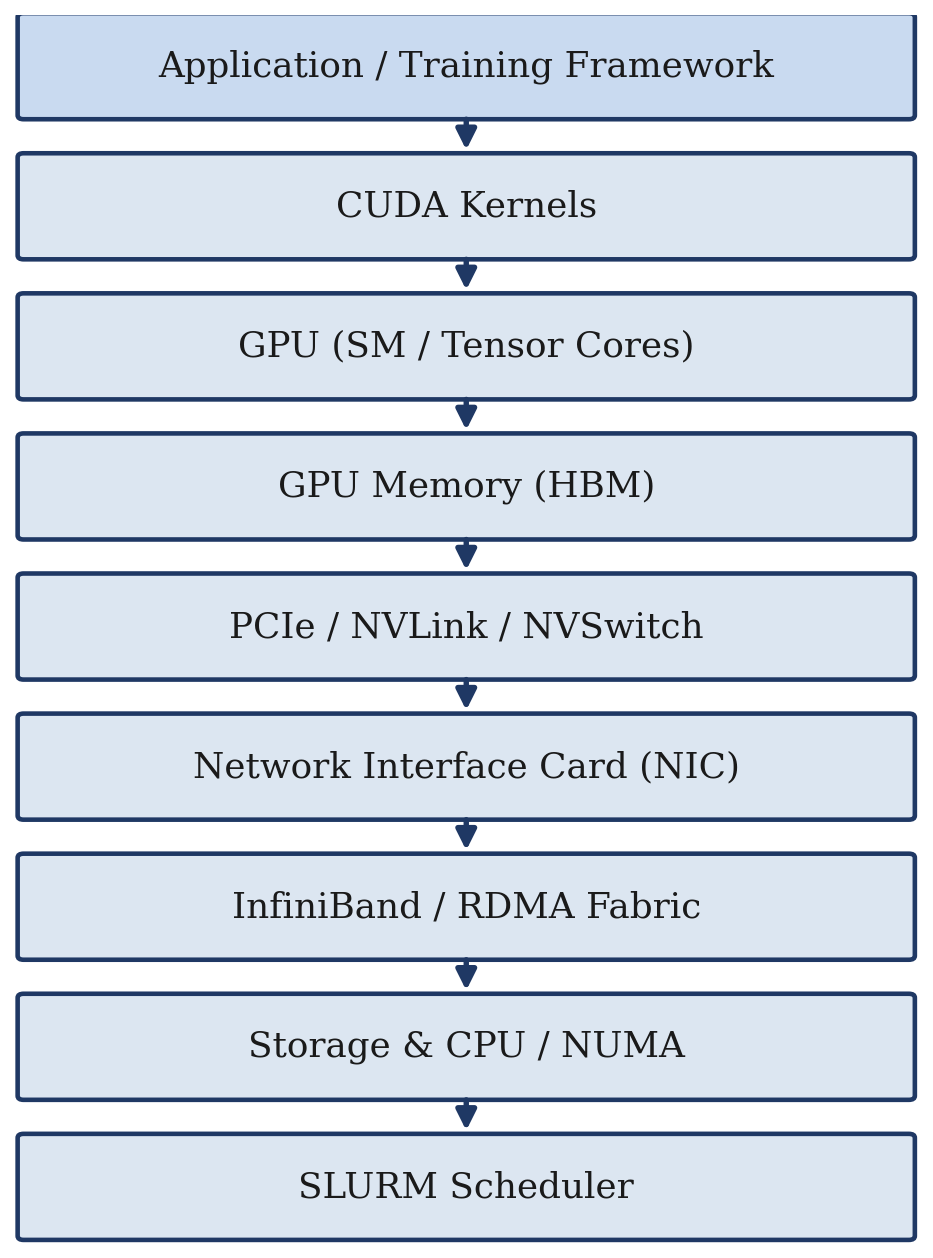 Application / Training Framework
CUDA Kernels
GPU (SM / Tensor Cores)
GPU Memory (HBM)
PCIe / NVLink / NVSwitch
Network Interface Card (NIC)
InfiniBand / RDMA Fabric
Storage & CPU / NUMA
SLURM Scheduler